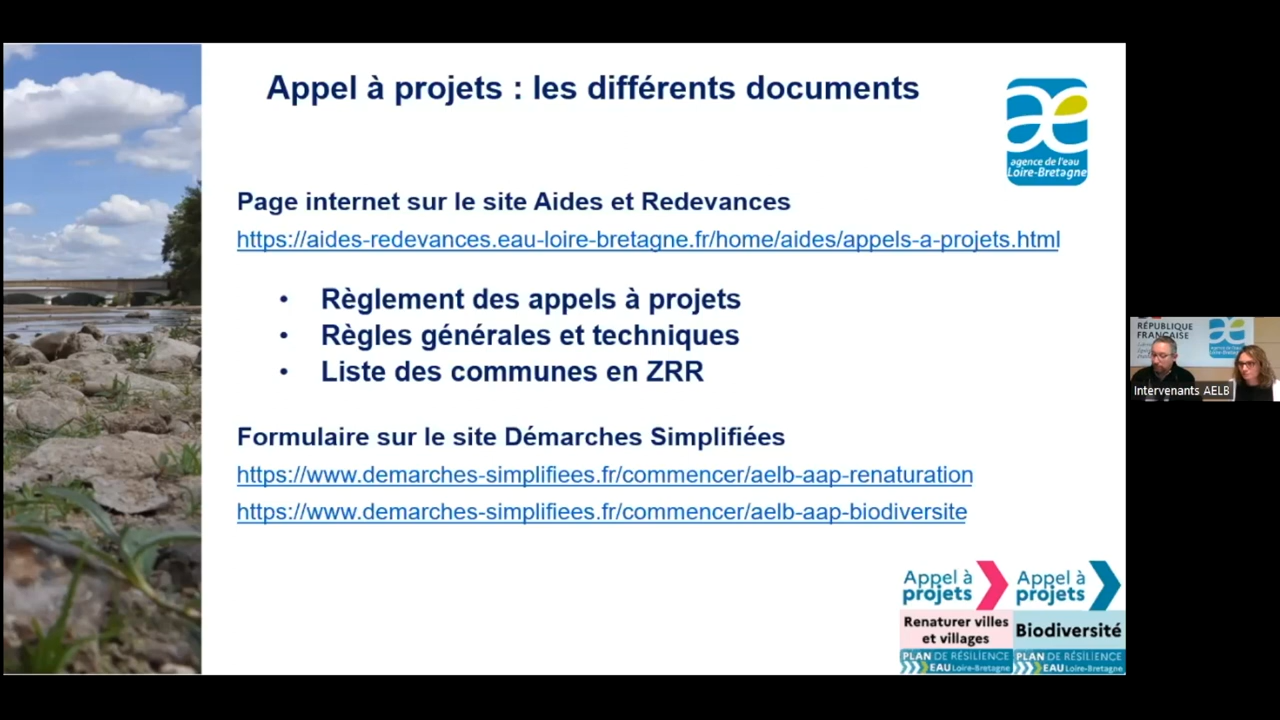 Appel à projets : les différents documents
agence de l'eau
Loire-Bretagne
Page internet sur le site Aides et Redevances
https://aides-redevances.eau-loire-bretagne.fr/home/aides/appels-a-projets.html
• Règlement des appels à projets
• Règles générales et techniques
• Liste des communes en ZRR
RÉPUBLIQUE
FRANÇAISE
Intervenants AELB
Formulaire sur le site Démarches Simplifiées
https://www.demarches-simplifiees.fr/commencer/aelb-aap-renaturation
https://www.demarches-simplifiees.fr/commencer/aelb-aap-biodiversite
Appel à
projets
Renaturer villes
et villages
PLAN DE RÉSILIENCE
EAU Loire-Bretagne
Appel à
projets
Biodiversité
PLAN DE RÉSILIENCE
EAU Loire-Bretagne